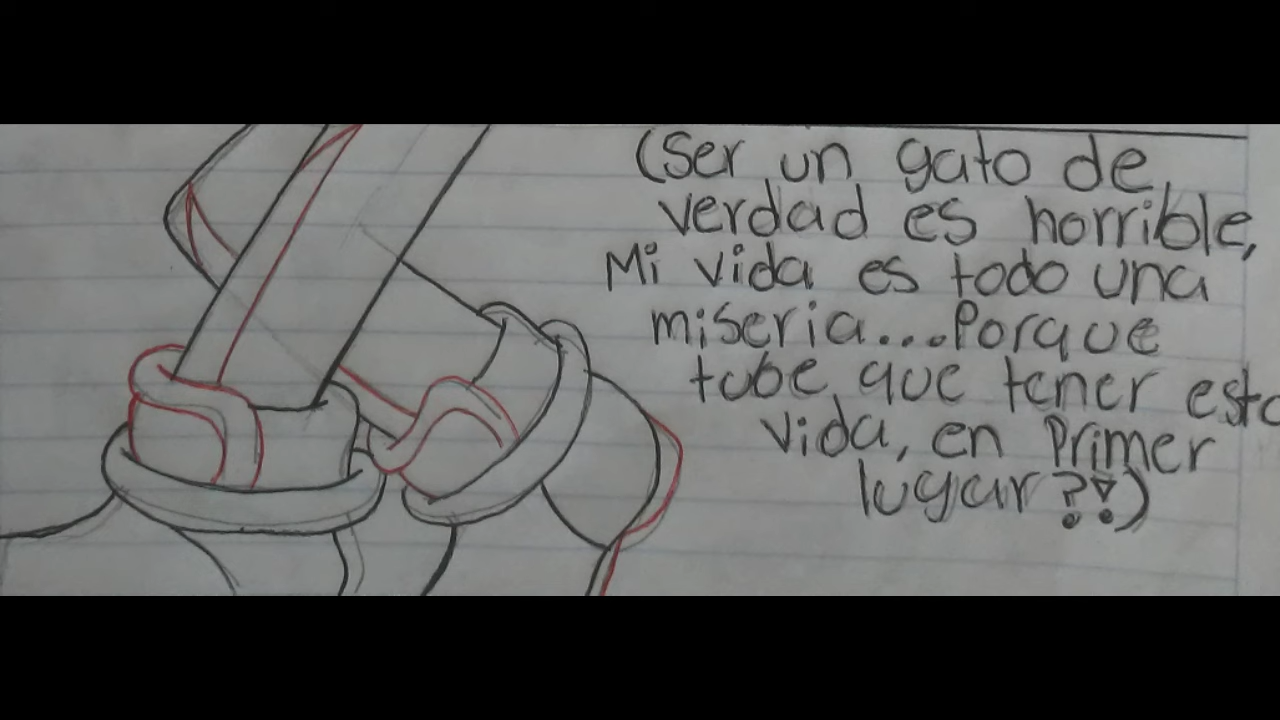 (Ser un gato de
verdad es horrible,
Mi vida es todo una
miseria...Porque
tube que tener esta
vida, en Primer
lugar?!)